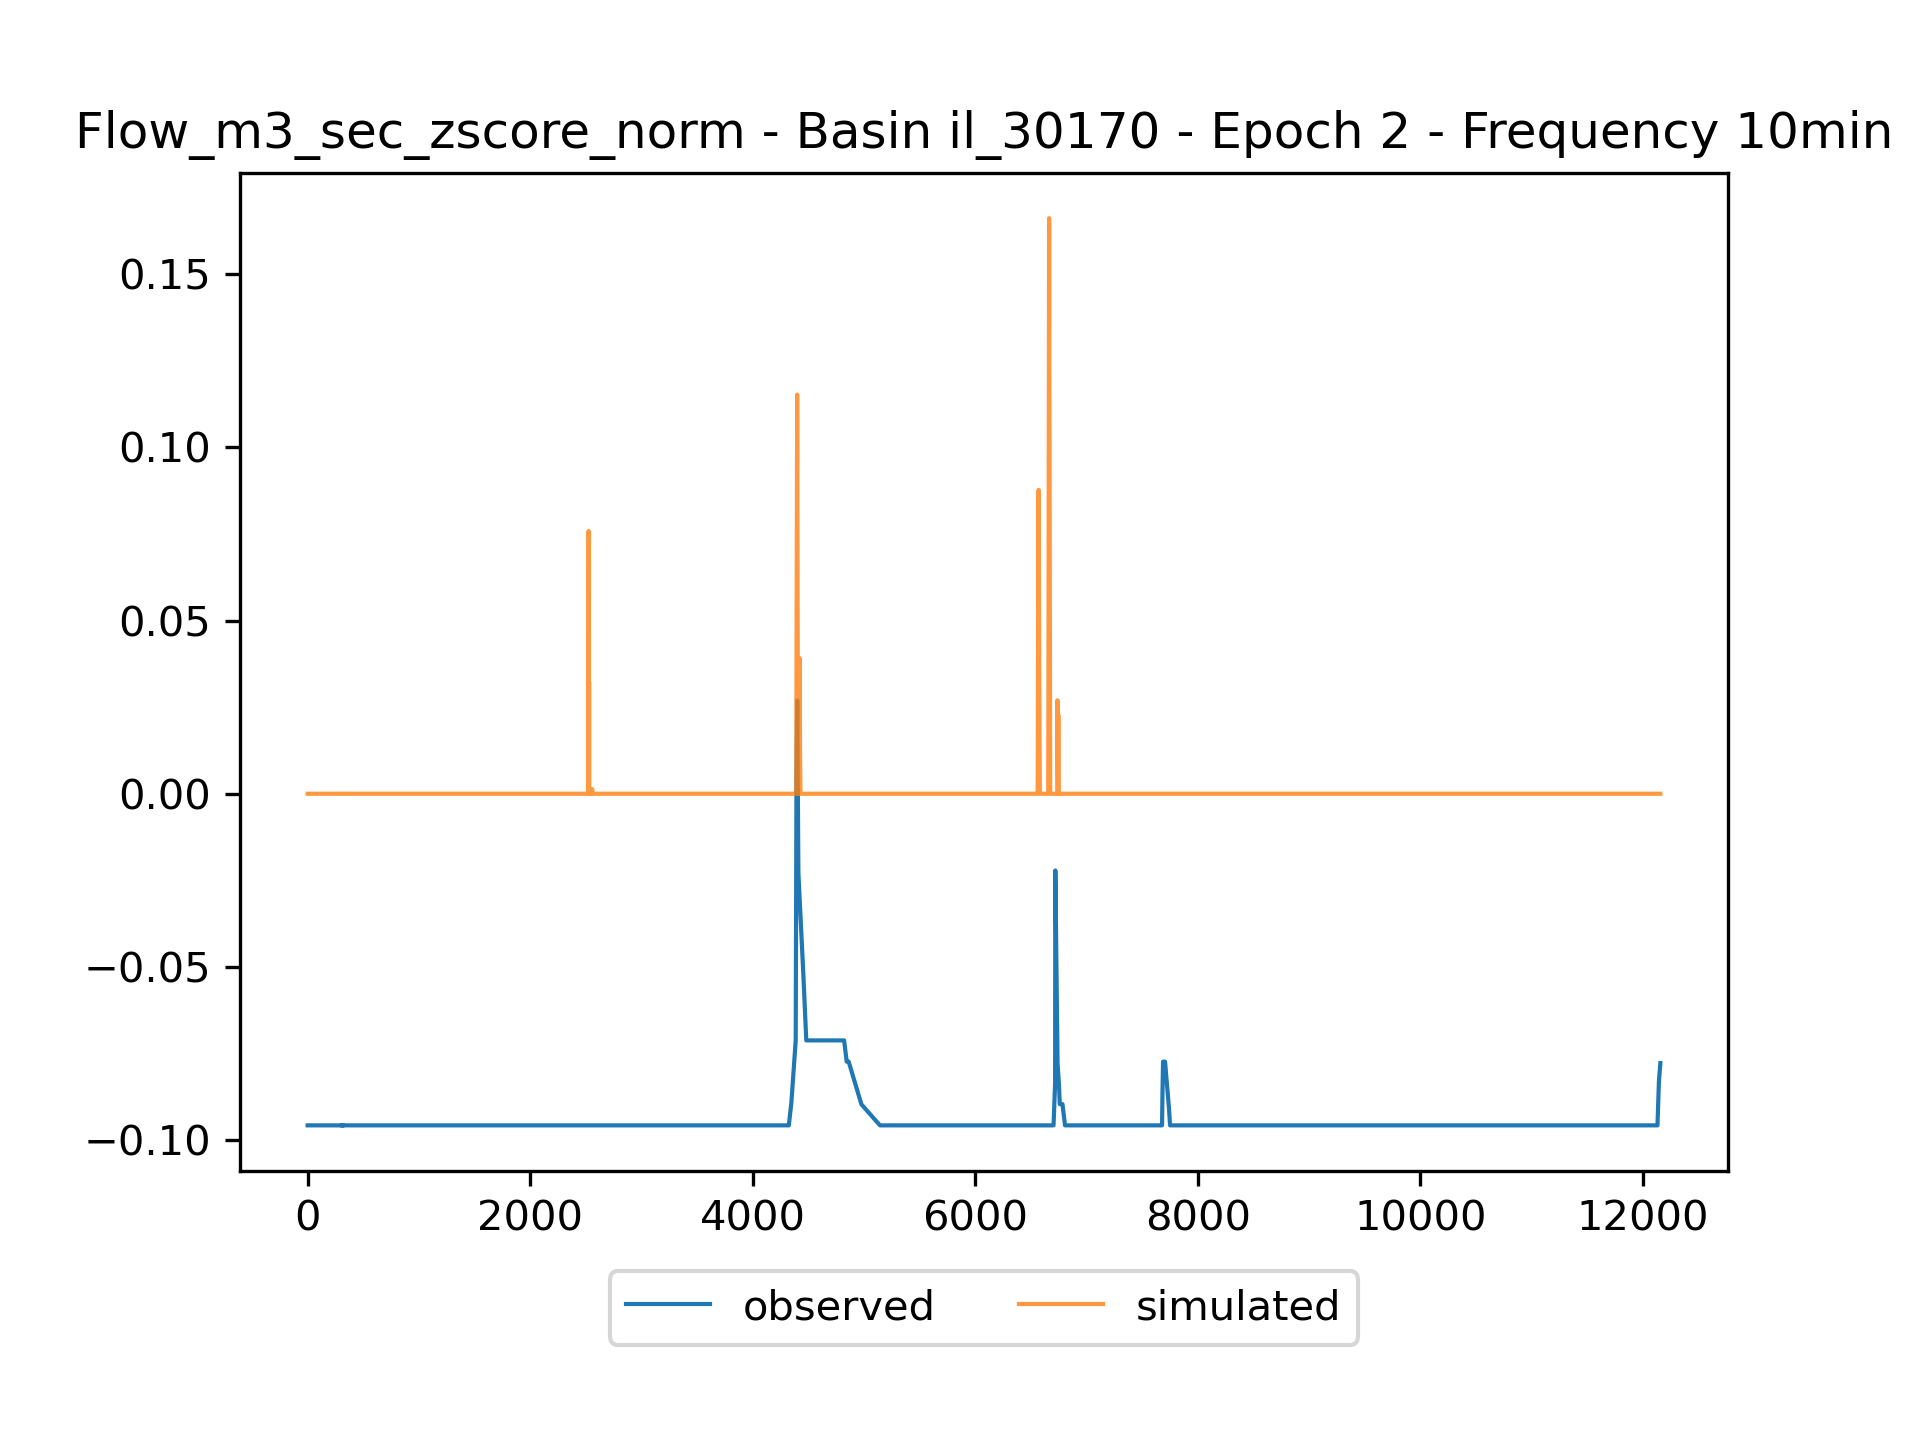 Flow_m3_sec_zscore_norm - Basin il_30170 - Epoch 2 - Frequency 10min
0.15
0.10
0.05
0.00
−0.05
−0.10
0 2000 4000 6000 8000 10000 12000
observed simulated